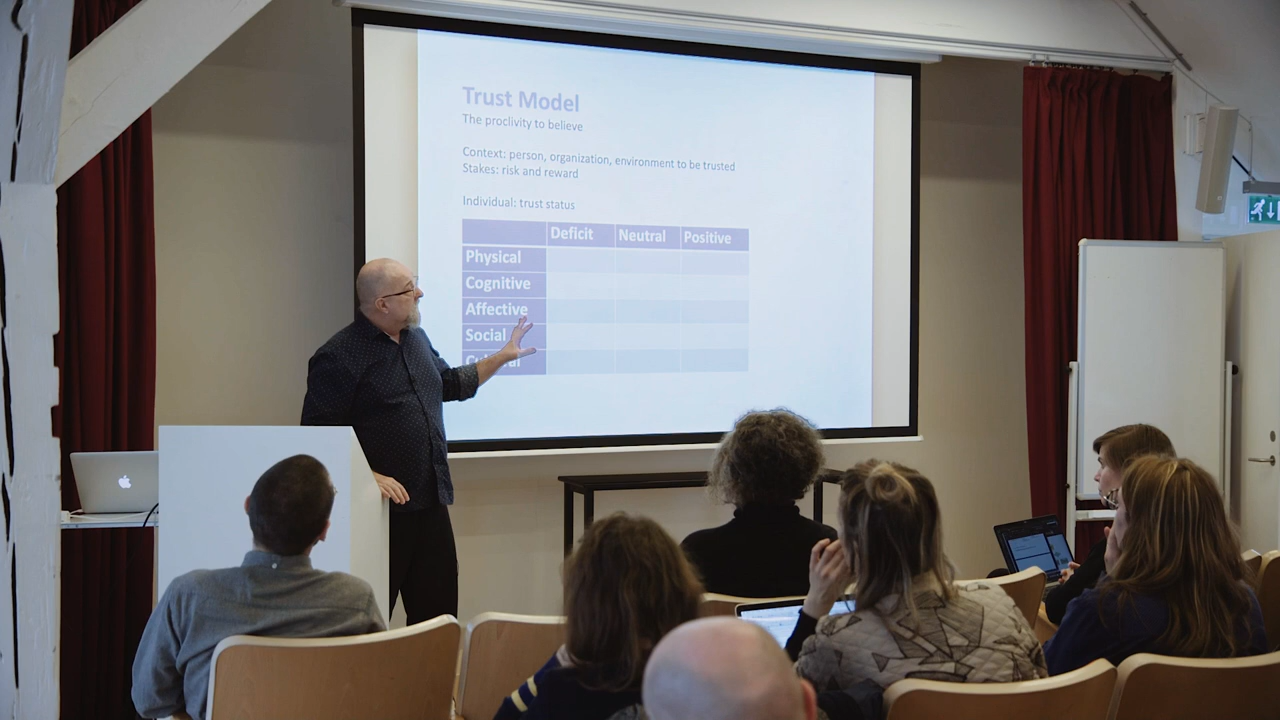 Trust Model
The proclivity to believe
Context: person, organization, environment to be trusted
Stakes: risk and reward
Individual: trust status
Deficit Neutral Positive
Physical
Cognitive
Affective
Social